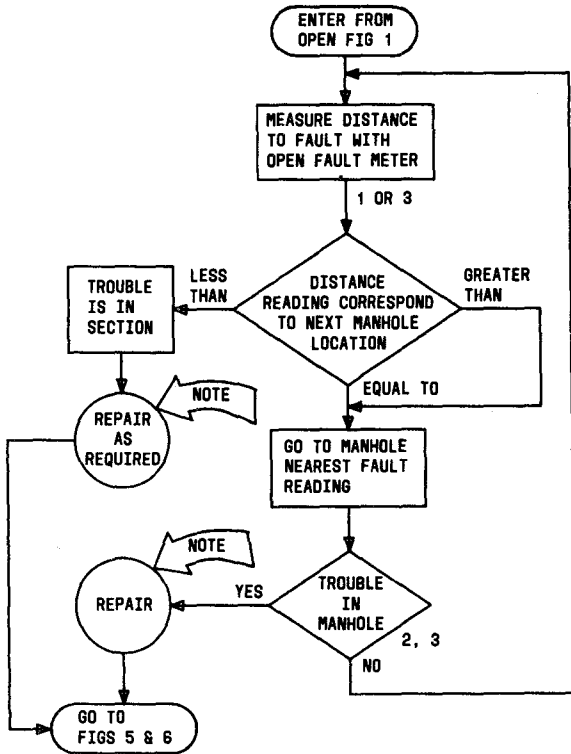 ENTER FROM
OPEN FIG 1
MEASURE DISTANCE
TO FAULT WITH
OPEN FAULT METER
1 OR 3
DISTANCE
READING CORRESPOND
TO NEXT MANHOLE
LOCATION
LESS
THAN
GREATER
THAN
EQUAL TO
TROUBLE
IS IN
SECTION
NOTE
REPAIR
AS
REQUIRED
GO TO MANHOLE
NEAREST FAULT
READING
TROUBLE
IN
MANHOLE
2, 3
YES
NO
NOTE
REPAIR
GO TO
FIGS 5 & 6